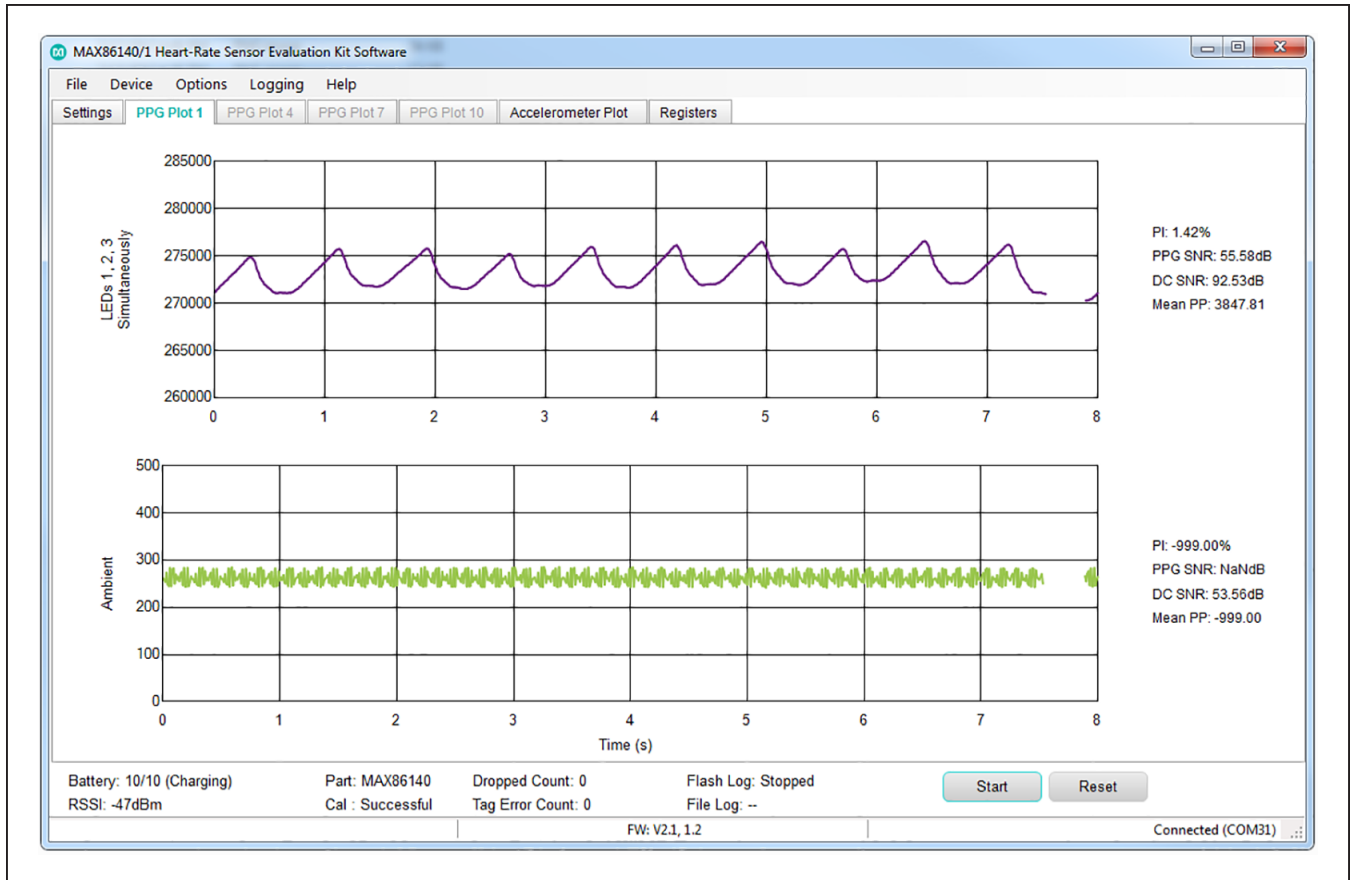 MAX86140/1 Heart-Rate Sensor Evaluation Kit Software
File Device Options Logging Help
Settings PPG Plot 1 PPG Plot 4 PPG Plot 7 PPG Plot 10 Accelerometer Plot Registers
LEDs 1, 2, 3
Simultaneously
285000
280000
275000
270000
265000
260000
0 1 2 3 4 5 6 7 8
PI: 1.42%
PPG SNR: 55.58dB
DC SNR: 92.53dB
Mean PP: 3847.81
Ambient
500
400
300
200
100
0
0 1 2 3 4 5 6 7 8
Time (s)
PI: -999.00%
PPG SNR: NaNdB
DC SNR: 53.56dB
Mean PP: -999.00
Battery: 10/10 (Charging) Part: MAX86140 Dropped Count: 0 Flash Log: Stopped Start Reset
RSSI: -47dBm Cal : Successful Tag Error Count: 0 File Log: --
FW: V2.1, 1.2 Connected (COM31)